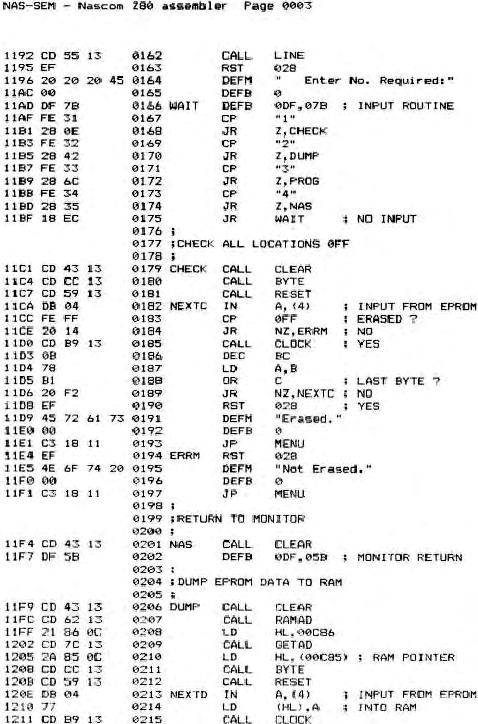 NAS-SEM - Nascom Z80 assembler Page 0003
1192 CD 55 13 0162 CALL LINE
1195 EF 0163 RST 028
1196 20 20 20 45 0164 DEFM " Enter No. Required:"
11AC 00 0165 DEFB 0
11AD DF 7B 0166 WAIT DEFB 0DF,07B ; INPUT ROUTINE
11AF FE 31 0167 CP "1"
11B1 28 0E 0168 JR Z,CHECK
11B3 FE 32 0169 CP "2"
11B5 28 42 0170 JR Z,DUMP
11B7 FE 33 0171 CP "3"
11B9 28 6C 0172 JR Z,PROG
11BB FE 34 0173 CP "4"
11BD 28 35 0174 JR Z,NAS
11BF 18 EC 0175 JR WAIT ; NO INPUT
0176 ;
0177 ;CHECK ALL LOCATIONS 0FF
0178 ;
11C1 CD 43 13 0179 CHECK CALL CLEAR
11C4 CD CC 13 0180 CALL BYTE
11C7 CD 59 13 0181 CALL RESET
11CA DB 04 0182 NEXTC IN A,(4) ; INPUT FROM EPROM
11CC FE FF 0183 CP 0FF ; ERASED ?
11CE 20 14 0184 JR NZ,ERRM ; NO
11D0 CD B9 13 0185 CALL CLOCK ; YES
11D3 0B 0186 DEC BC
11D4 78 0187 LD A,B
11D5 B1 0188 OR C ; LAST BYTE ?
11D6 20 F2 0189 JR NZ,NEXTC ; NO
11D8 EF 0190 RST 028 ; YES
11D9 45 72 61 73 0191 DEFM "Erased."
11E0 00 0192 DEFB 0
11E1 C3 18 11 0193 JP MENU
11E4 EF 0194 ERRM RST 028
11E5 4E 6F 74 20 0195 DEFM "Not Erased."
11F0 00 0196 DEFB 0
11F1 C3 18 11 0197 JP MENU
0198 ;
0199 ;RETURN TO MONITOR
0200 ;
11F4 CD 43 13 0201 NAS CALL CLEAR
11F7 DF 5B 0202 DEFB 0DF,05B ; MONITOR RETURN
0203 ;
0204 ;DUMP EPROM DATA TO RAM
0205 ;
11F9 CD 43 13 0206 DUMP CALL CLEAR
11FC CD 62 13 0207 CALL RAMAD
11FF 21 86 0C 0208 LD HL,00C86
1202 CD 7C 13 0209 CALL GETAD
1205 2A 85 0C 0210 LD HL,(00C85) ; RAM POINTER
1208 CD CC 13 0211 CALL BYTE
120B CD 59 13 0212 CALL RESET
120E DB 04 0213 NEXTD IN A,(4) ; INPUT FROM EPROM
1210 77 0214 LD (HL),A ; INTO RAM
1211 CD B9 13 0215 CALL CLOCK